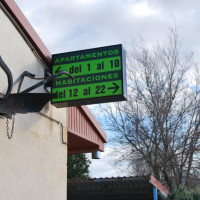 APARTAMENTOS
del 1 al 10
HABITACIONES
del 12 al 22